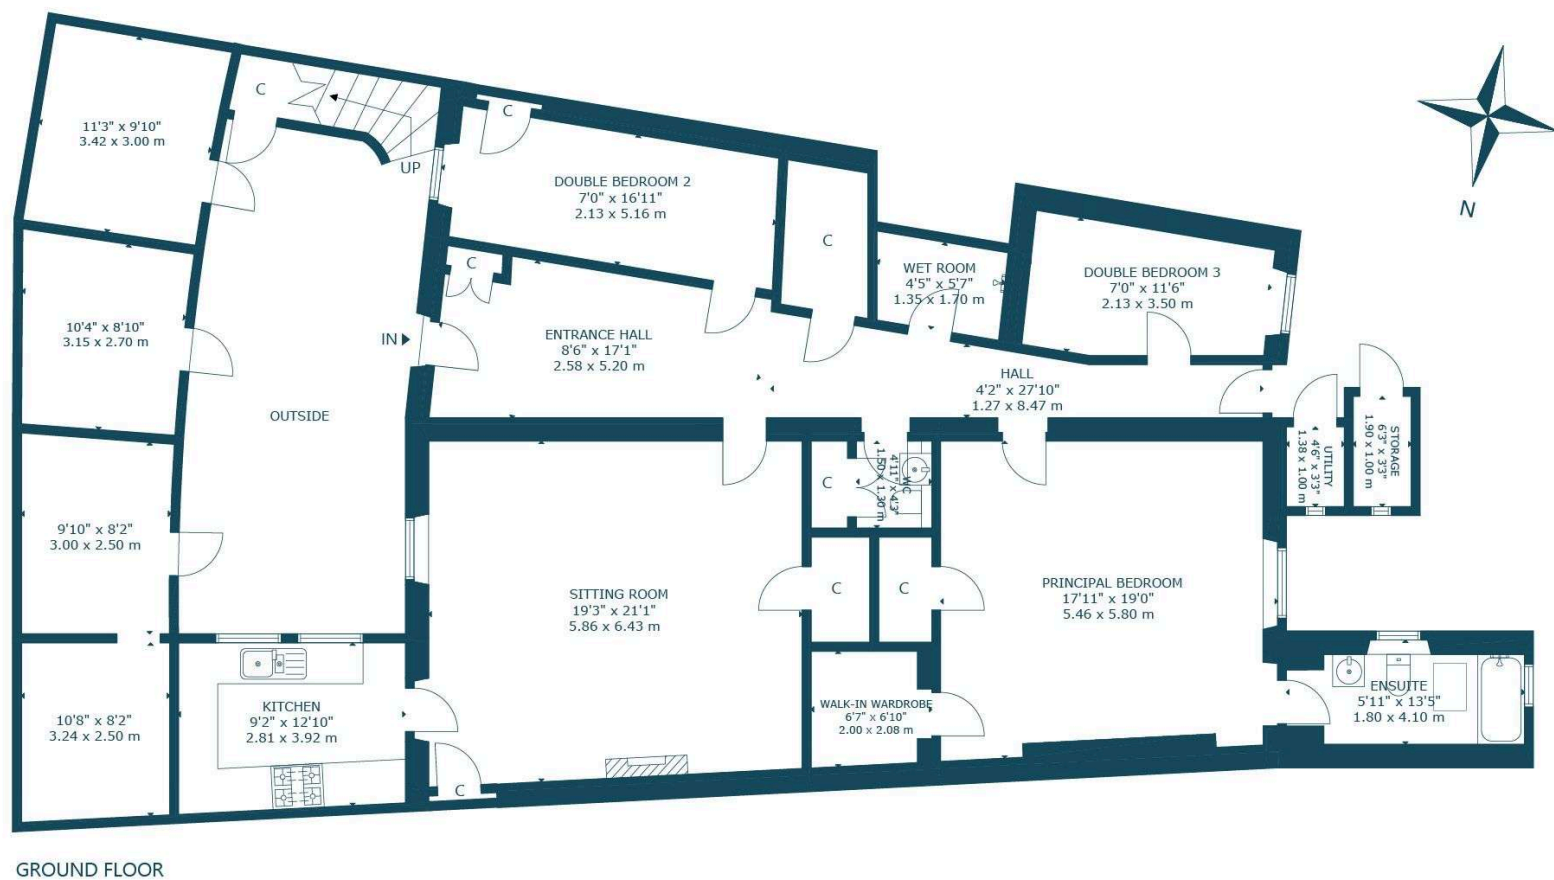 C
11'3" x 9'10"
3.42 x 3.00 m
C
UP
DOUBLE BEDROOM 2
7'0" x 16'11"
2.13 x 5.16 m
N
C
C
WET ROOM
4'5" x 5'7"
1.35 x 1.70 m
DOUBLE BEDROOM 3
7'0" x 11'6"
2.13 x 3.50 m
10'4" x 8'10"
3.15 x 2.70 m
IN
ENTRANCE HALL
8'6" x 17'1"
2.58 x 5.20 m
HALL
4'2" x 27'10"
1.27 x 8.47 m
OUTSIDE
C
WC
4'11" x 4'3"
1.50 x 1.30 m
UTILITY
4'6" x 3'3"
1.38 x 1.00 m
STORAGE
6'3" x 3'3"
1.90 x 1.00 m
9'10" x 8'2"
3.00 x 2.50 m
SITTING ROOM
19'3" x 21'1"
5.86 x 6.43 m
C
C
PRINCIPAL BEDROOM
17'11" x 19'0"
5.46 x 5.80 m
10'8" x 8'2"
3.24 x 2.50 m
KITCHEN
9'2" x 12'10"
2.81 x 3.92 m
WALK-IN WARDROBE
6'7" x 6'10"
2.00 x 2.08 m
ENSUITE
5'11" x 13'5"
1.80 x 4.10 m
C
GROUND FLOOR